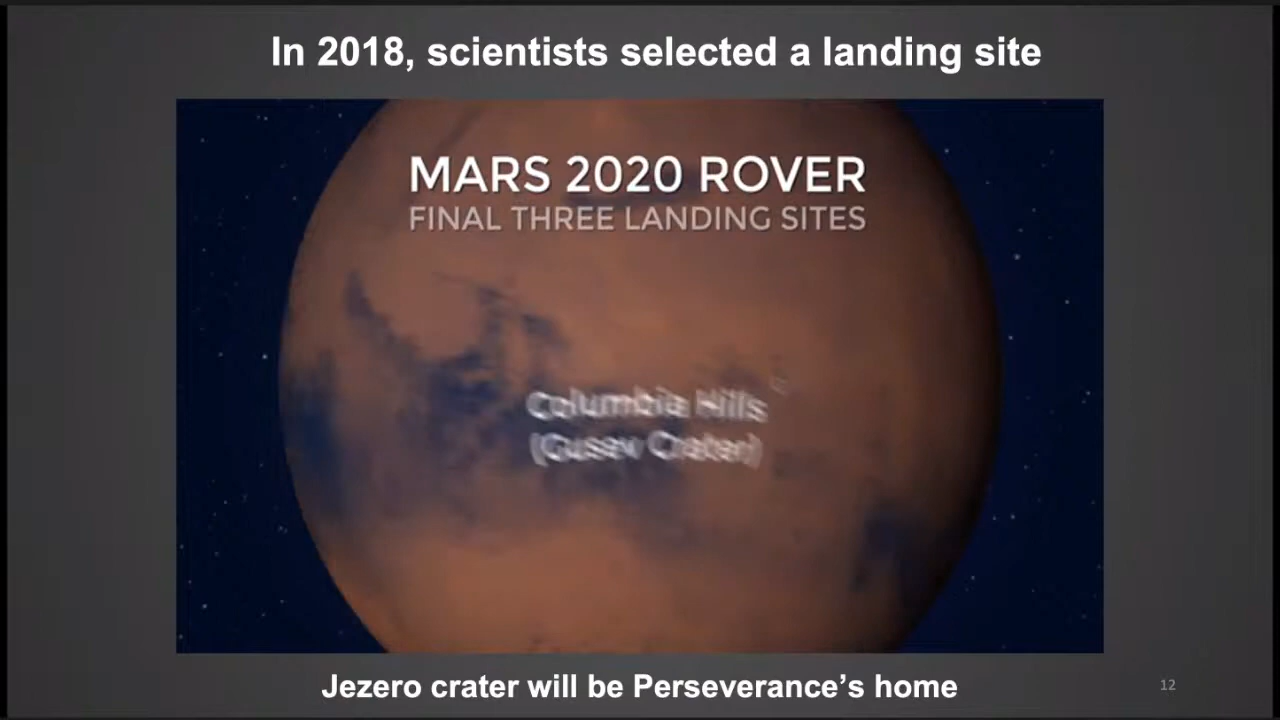 In 2018, scientists selected a landing site
MARS 2020 ROVER
FINAL THREE LANDING SITES
Columbia Hills
(Gusev Crater)
Jezero crater will be Perseverance’s home
12